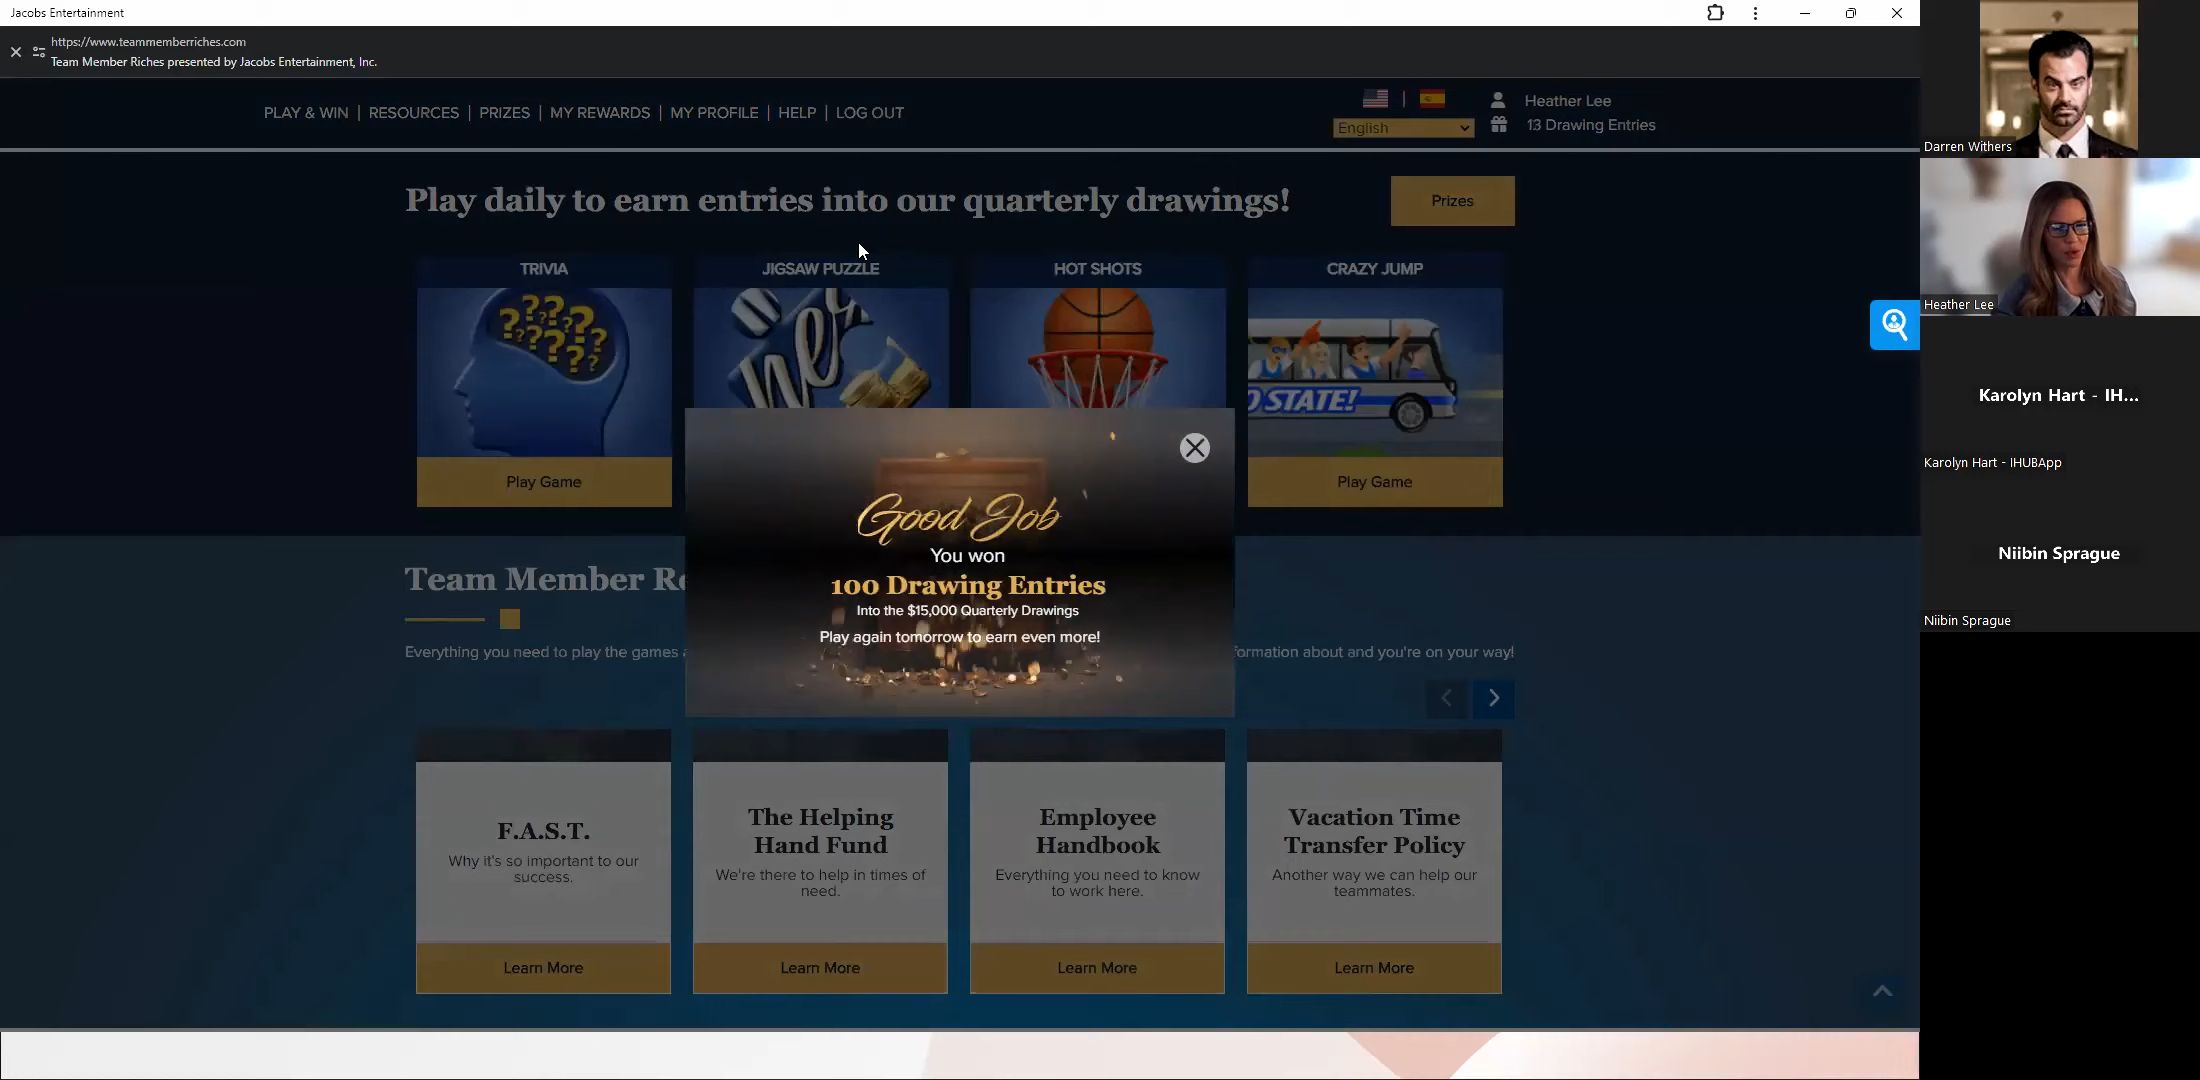 Jacobs Entertainment
https://www.teammemberriches.com
Team Member Riches presented by Jacobs Entertainment, Inc.
PLAY & WIN | RESOURCES | PRIZES | MY REWARDS | MY PROFILE | HELP | LOG OUT
English
Heather Lee
13 Drawing Entries
Play daily to earn entries into our quarterly drawings!
Prizes
TRIVIA
JIGSAW PUZZLE
HOT SHOTS
CRAZY JUMP
O STATE!
Play Game
Play Game
Good Job
You won
100 Drawing Entries
Into the $15,000 Quarterly Drawings
Play again tomorrow to earn even more!
Team Member Re
Everything you need to play the games
formation about and you're on your way!
F.A.S.T.
Why it's so important to our
success.
Learn More
The Helping
Hand Fund
We're there to help in times of
need.
Learn More
Employee
Handbook
Everything you need to know
to work here.
Learn More
Vacation Time
Transfer Policy
Another way we can help our
teammates.
Learn More
Darren Withers
Heather Lee
Karolyn Hart - IH...
Karolyn Hart - IHUBApp
Niibin Sprague
Niibin Sprague